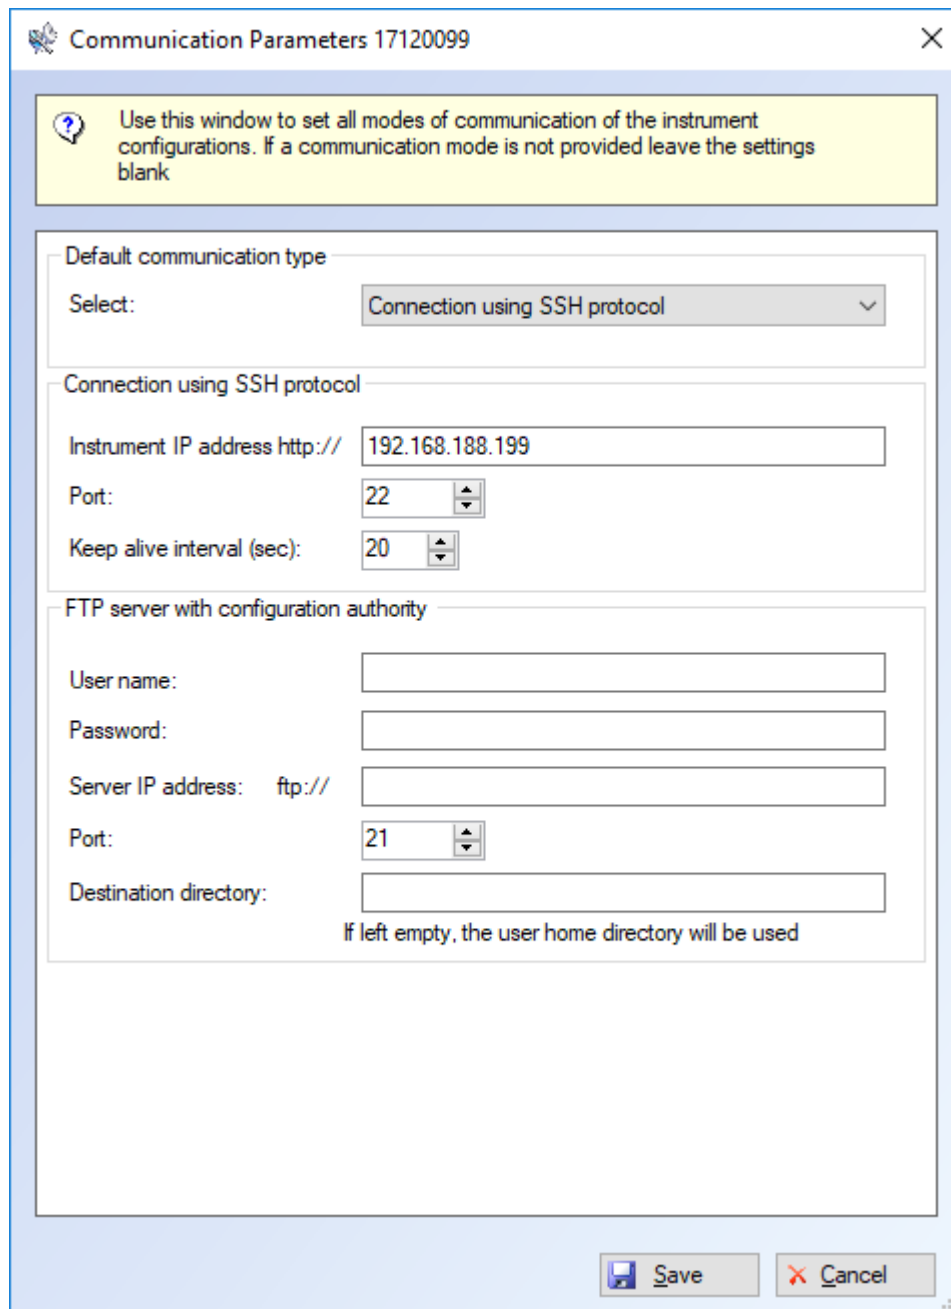 Communication Parameters 17120099
Use this window to set all modes of communication of the instrument
configurations. If a communication mode is not provided leave the settings
blank
Default communication type
Select:
Connection using SSH protocol
Connection using SSH protocol
Instrument IP address http://
192.168.188.199
Port:
22
Keep alive interval (sec):
20
FTP server with configuration authority
User name:
Password:
Server IP address: ftp://
Port:
21
Destination directory:
If left empty, the user home directory will be used
Save
Cancel